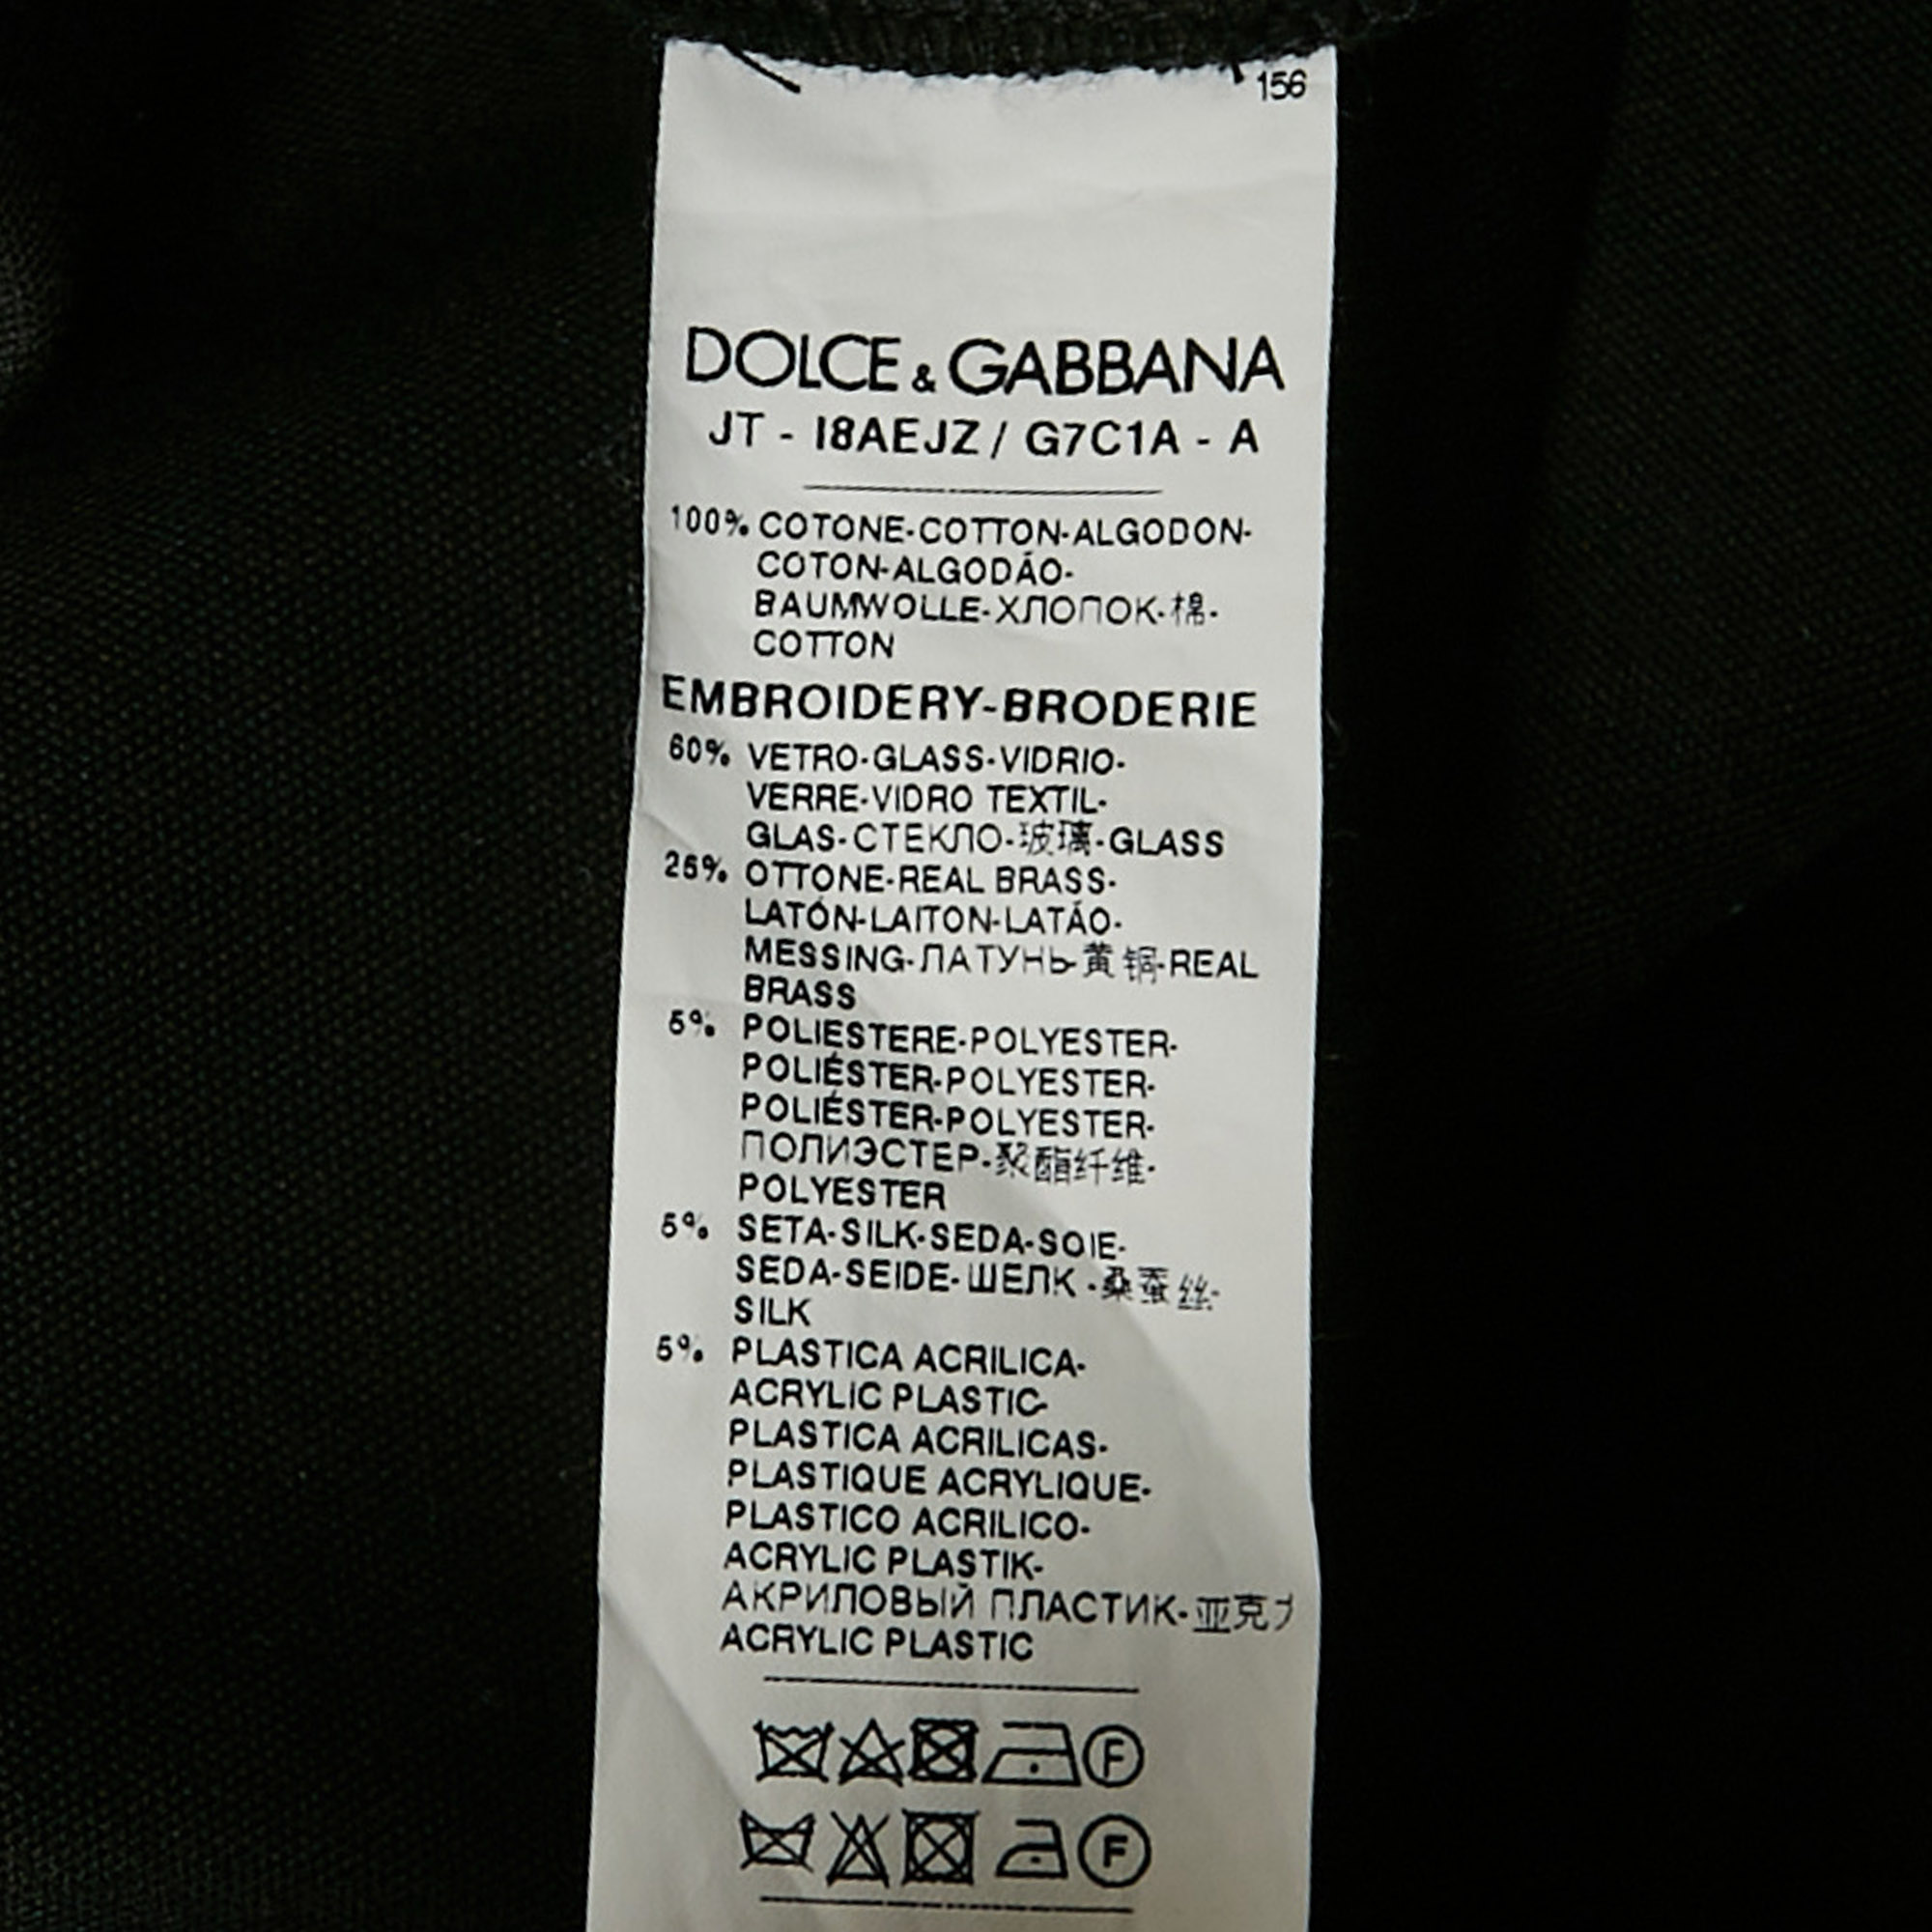 156
DOLCE & GABBANA
JT - I8AEJZ / G7C1A - A
100% COTONE-COTTON-ALGODON-
COTON-ALGODÃO-
BAUMWOLLE-ХЛОПОК-棉-
COTTON
EMBROIDERY-BRODERIE
60% VETRO-GLASS-VIDRIO-
VERRE-VIDRO TEXTIL-
GLAS-СТЕКЛО-玻璃-GLASS
25% OTTONE-REAL BRASS-
LATÓN-LAITON-LATÃO-
MESSING-ЛАТУНЬ-黄铜-REAL
BRASS
5% POLIESTERE-POLYESTER-
POLIÉSTER-POLYESTER-
POLIÉSTER-POLYESTER-
ПОЛИЭСТЕР-聚酯纤维-
POLYESTER
5% SETA-SILK-SEDA-SOIE-
SEDA-SEIDE-ШЕЛК -桑蚕丝-
SILK
5% PLASTICA ACRILICA-
ACRYLIC PLASTIC-
PLASTICA ACRILICAS-
PLASTIQUE ACRYLIQUE-
PLASTICO ACRILICO-
ACRYLIC PLASTIK-
АКРИЛОВЫЙ ПЛАСТИК-亚克力
ACRYLIC PLASTIC
F
F